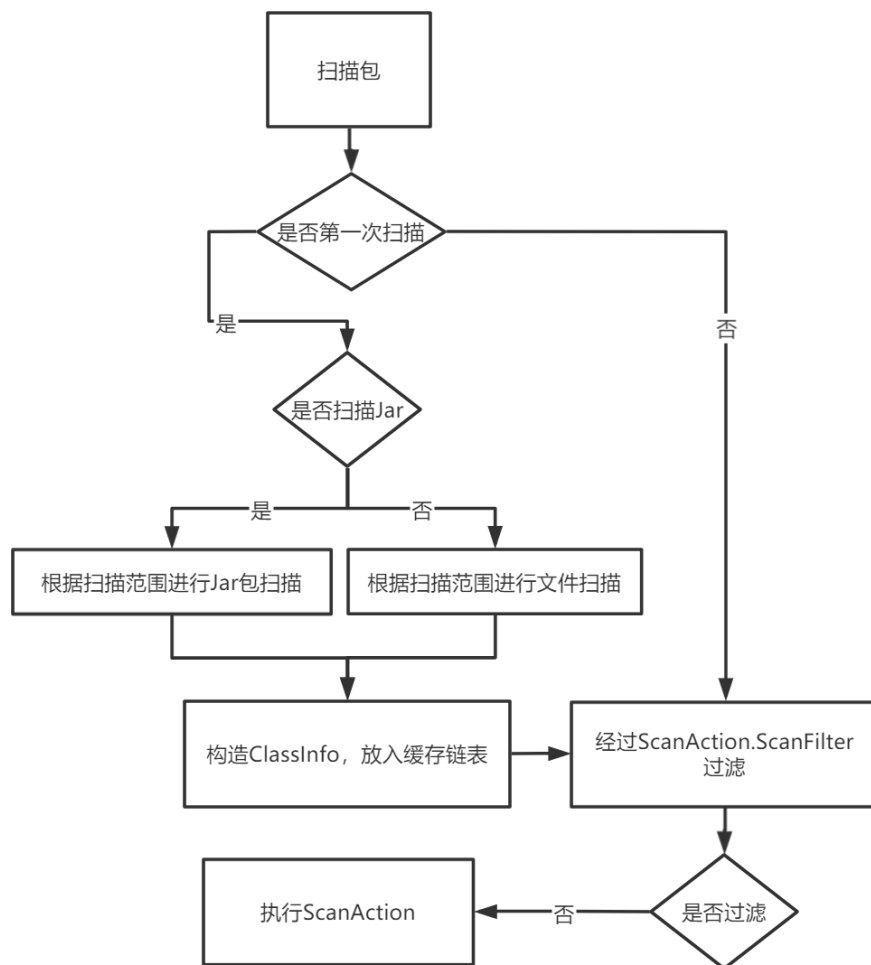 扫描包
是否第一次扫描
是
否
是否扫描Jar
是
否
根据扫描范围进行Jar包扫描
根据扫描范围进行文件扫描
构造ClassInfo，放入缓存链表
经过ScanAction.ScanFilter
过滤
执行ScanAction
否
是否过滤